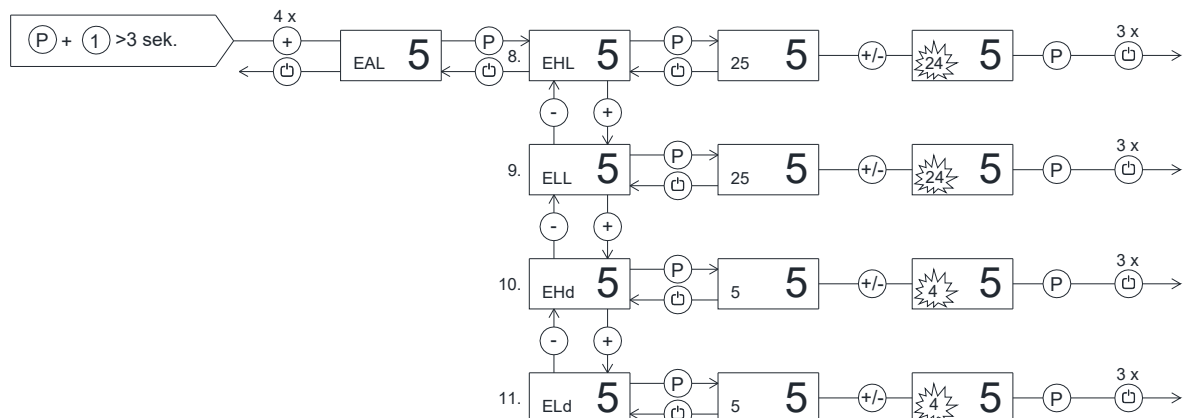 4 x
3 x
P + 1 >3 sek.
+
EAL 5
P
8.
EHL 5
P
25 5
+/-
24 5
P
-
+
3 x
9.
ELL 5
P
25 5
+/-
24 5
P
-
+
3 x
10.
EHd 5
P
5 5
+/-
4 5
P
-
+
3 x
11.
ELd 5
P
5 5
+/-
4 5
P